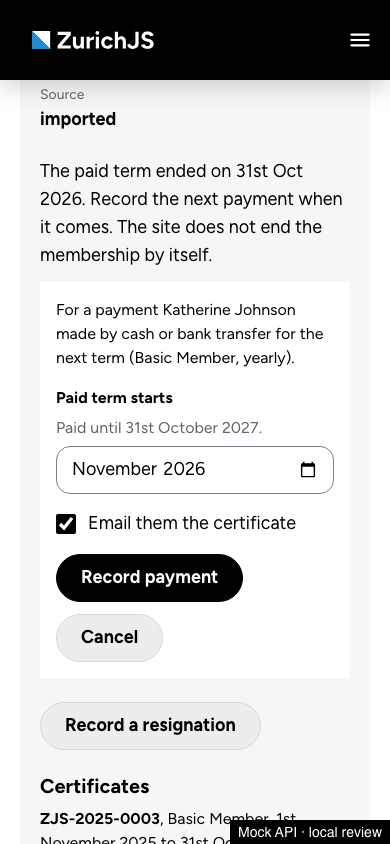 ZurichJS
Source
imported
The paid term ended on 31st Oct
2026. Record the next payment when
it comes. The site does not end the
membership by itself.
For a payment Katherine Johnson
made by cash or bank transfer for the
next term (Basic Member, yearly).
Paid term starts
Paid until 31st October 2027.
November 2026
Email them the certificate
Record payment
Cancel
Record a resignation
Certificates
ZJS-2025-0003, Basic Member, 1st
November 2025 to 31st
Mock API · local review